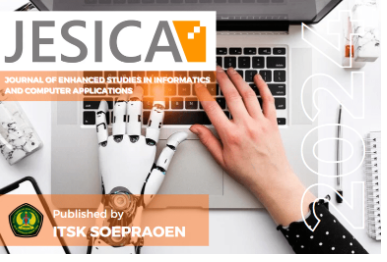 JESICA
JOURNAL OF ENHANCED STUDIES IN INFORMATICS
AND COMPUTER APPLICATIONS
2024
Published by
ITSK SOEPRAOEN